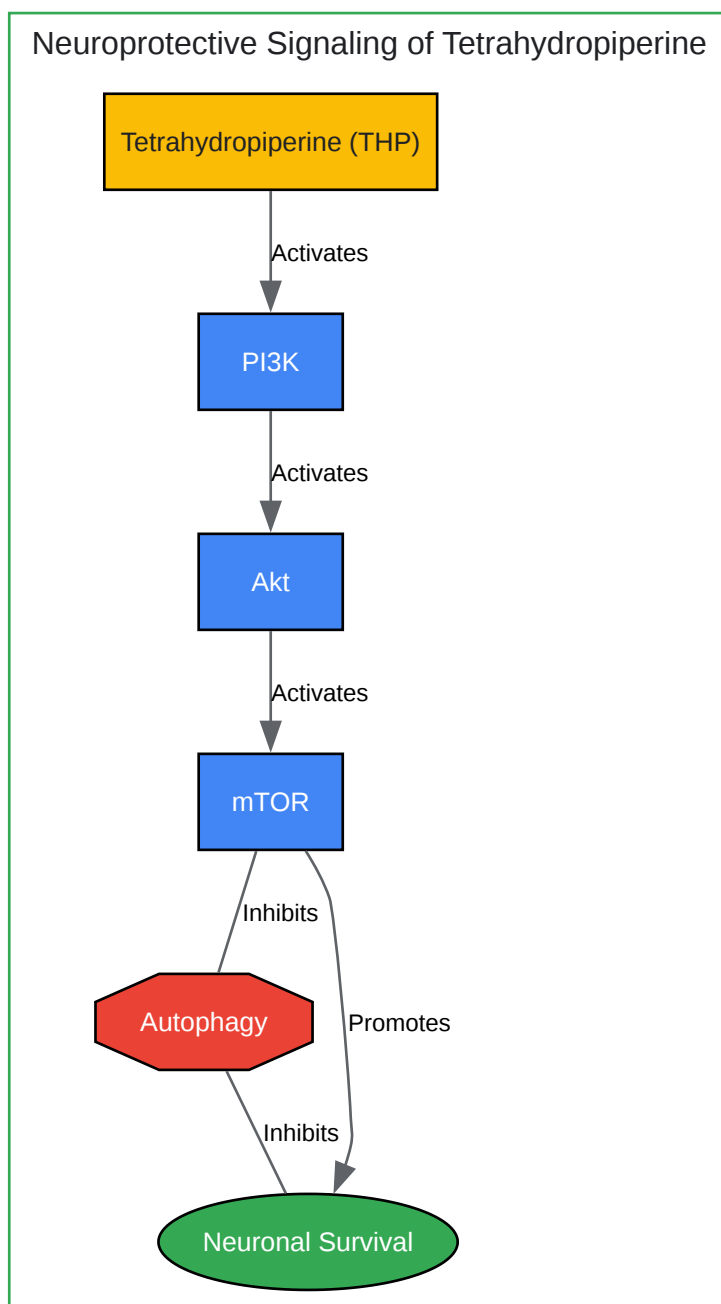 Neuroprotective Signaling of Tetrahydropiperine
Tetrahydropiperine (THP)
Activates
PI3K
Activates
Akt
Activates
mTOR
Inhibits
Autophagy
Promotes
Inhibits
Neuronal Survival